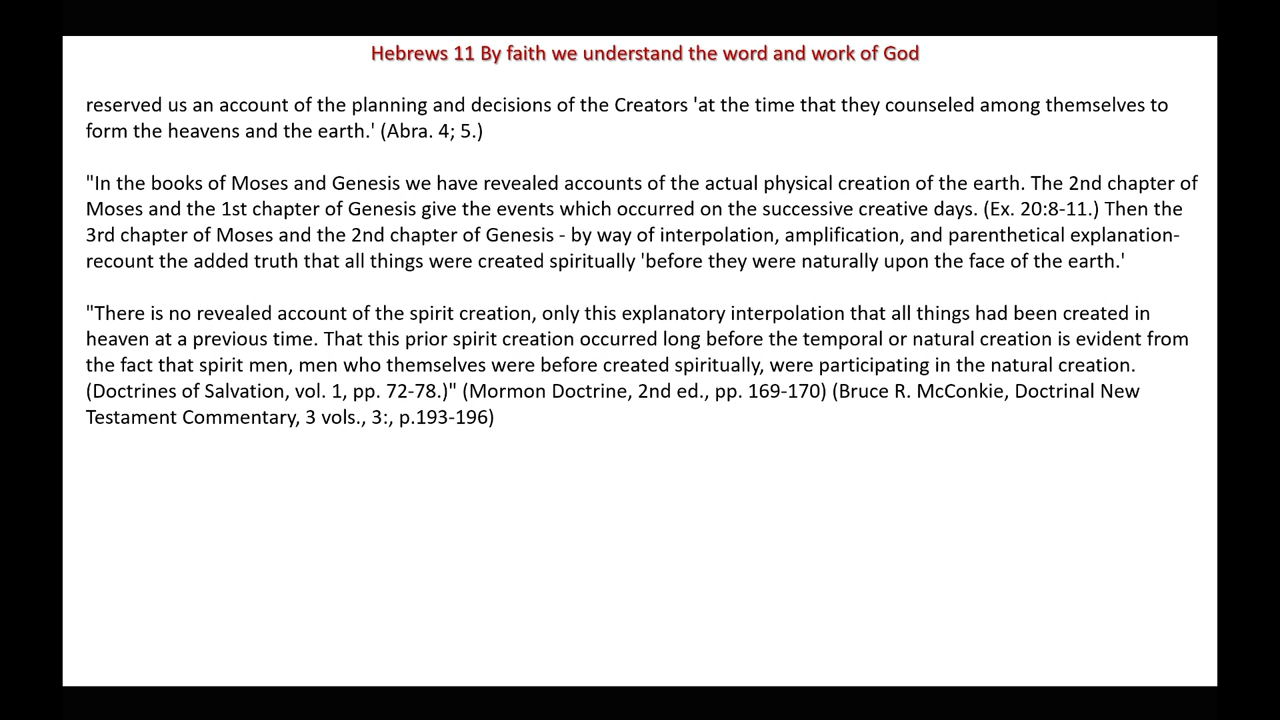 Hebrews 11 By faith we understand the word and work of God
reserved us an account of the planning and decisions of the Creators 'at the time that they counseled among themselves to
form the heavens and the earth.' (Abra. 4; 5.)
"In the books of Moses and Genesis we have revealed accounts of the actual physical creation of the earth. The 2nd chapter of
Moses and the 1st chapter of Genesis give the events which occurred on the successive creative days. (Ex. 20:8-11.) Then the
3rd chapter of Moses and the 2nd chapter of Genesis - by way of interpolation, amplification, and parenthetical explanation-
recount the added truth that all things were created spiritually 'before they were naturally upon the face of the earth.'
"There is no revealed account of the spirit creation, only this explanatory interpolation that all things had been created in
heaven at a previous time. That this prior spirit creation occurred long before the temporal or natural creation is evident from
the fact that spirit men, men who themselves were before created spiritually, were participating in the natural creation.
(Doctrines of Salvation, vol. 1, pp. 72-78.)" (Mormon Doctrine, 2nd ed., pp. 169-170) (Bruce R. McConkie, Doctrinal New
Testament Commentary, 3 vols., 3:, p.193-196)